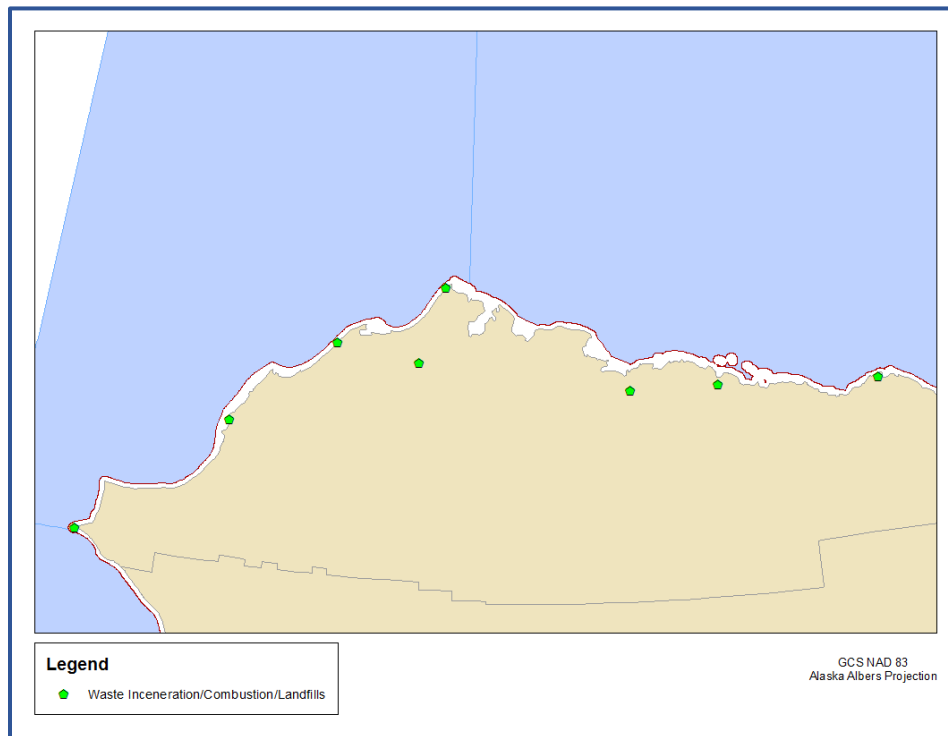 Legend
Waste Inceneration/Combustion/Landfills
GCS NAD 83
Alaska Albers Projection